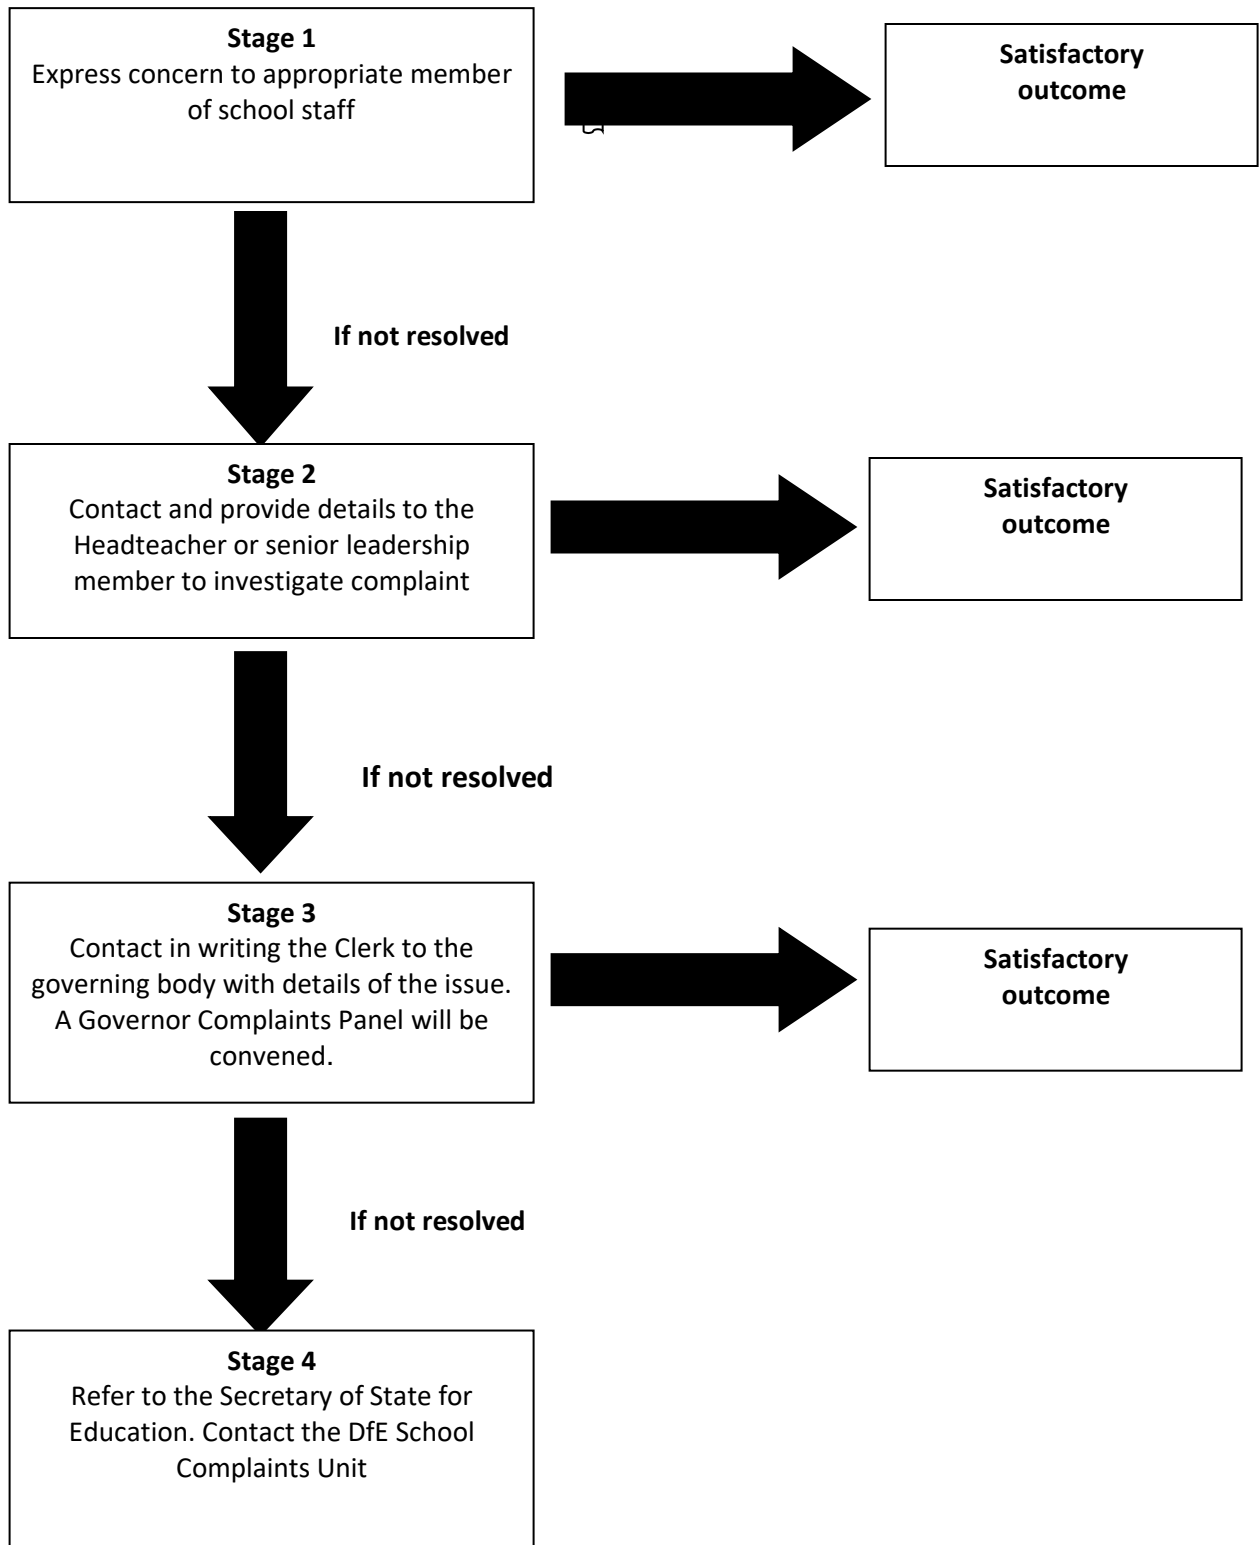 Stage 1
Express concern to appropriate member
of school staff
Satisfactory
outcome
If not resolved
Stage 2
Contact and provide details to the
Headteacher or senior leadership
member to investigate complaint
Satisfactory
outcome
If not resolved
Stage 3
Contact in writing the Clerk to the
governing body with details of the issue.
A Governor Complaints Panel will be
convened.
Satisfactory
outcome
If not resolved
Stage 4
Refer to the Secretary of State for
Education. Contact the DfE School
Complaints Unit